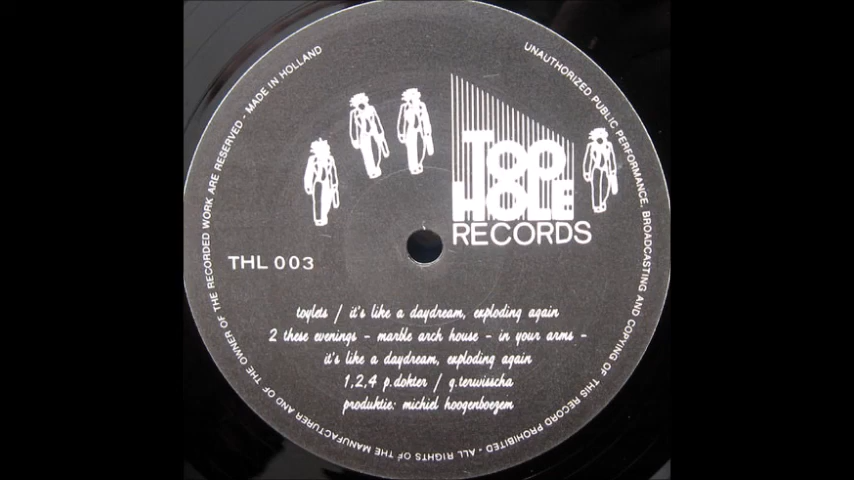 ALL RIGHTS OF THE MANUFACTURER AND OF THE OWNER OF THE RECORDED WORK ARE RESERVED - MADE IN HOLLAND
UNAUTHORIZED PUBLIC PERFORMANCE, BROADCASTING AND COPYING OF THIS RECORD PROHIBITED -
TOP
HOLE
RECORDS
THL 003
toylets / it's like a daydream, exploding again
2 these evenings - marble arch house - in your arms -
it's like a daydream, exploding again
1,2,4 p.dokter / g.terwisscha
produktie: michiel hoogenboezem